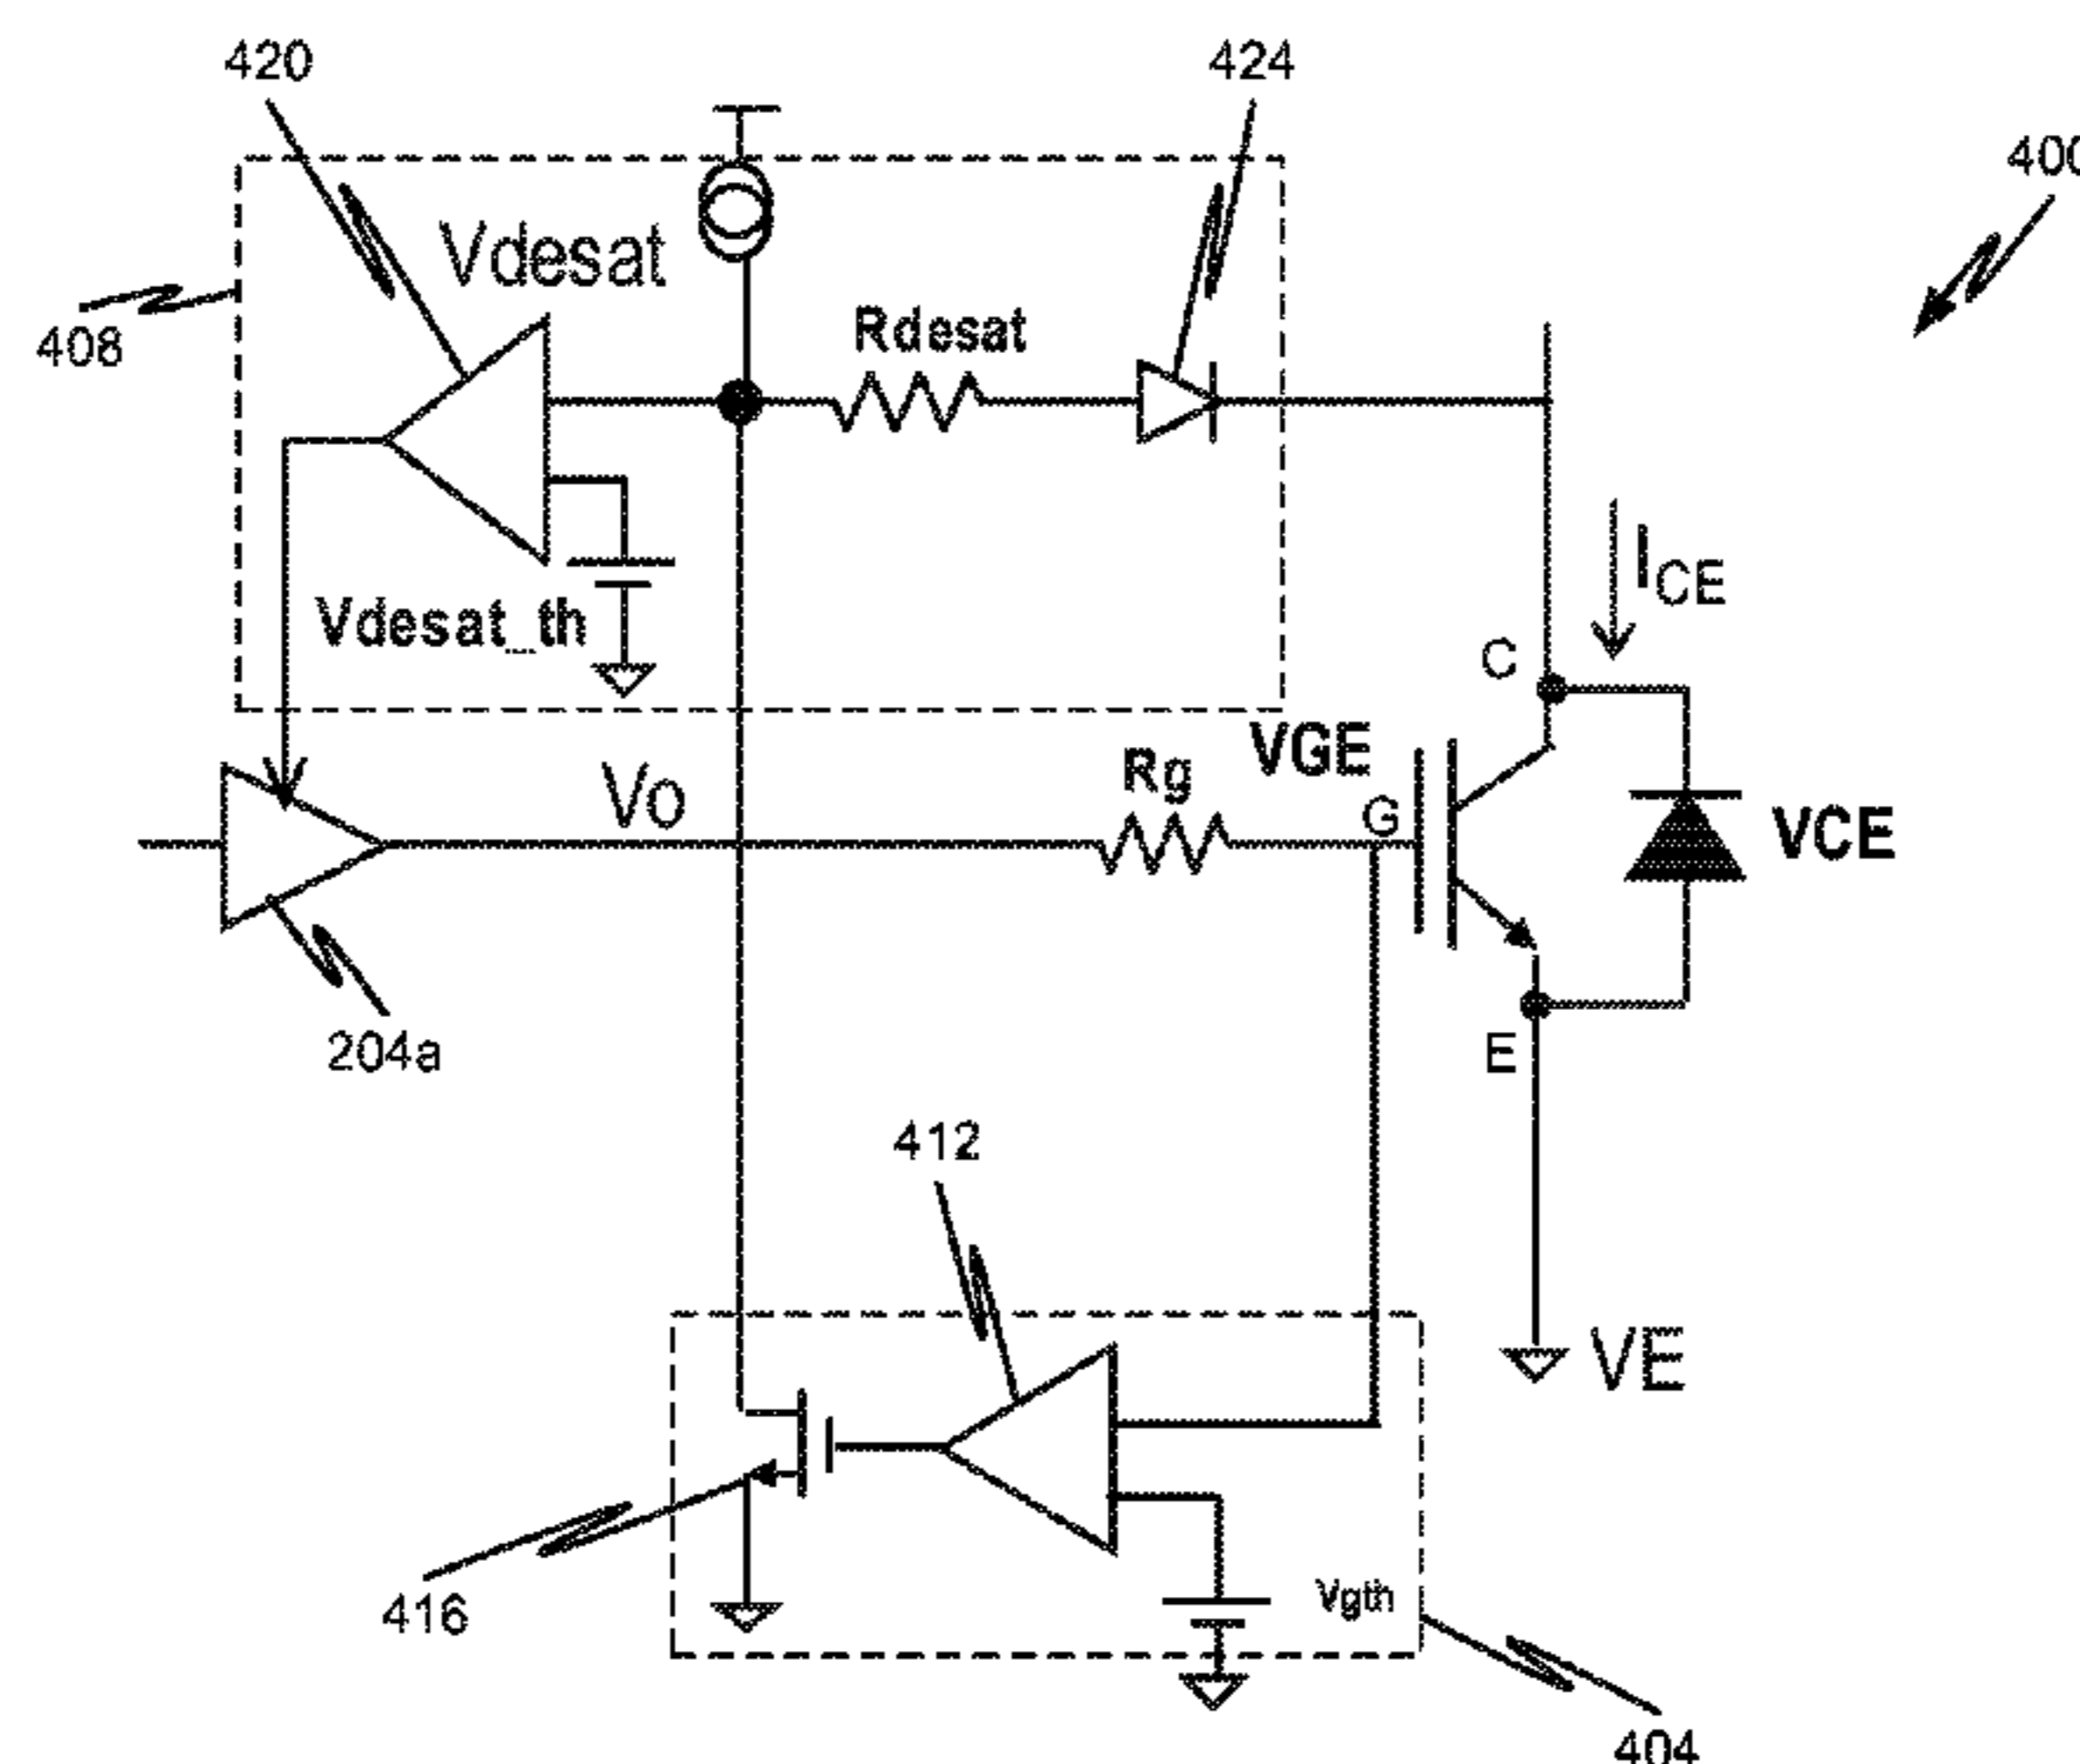 420
424
400
Vdesat
Rdesat
408
ICE
Vdesat_th
C
VGE
Rg
Vo
G
VCE
204a
E
412
VE
Vgth
416
404